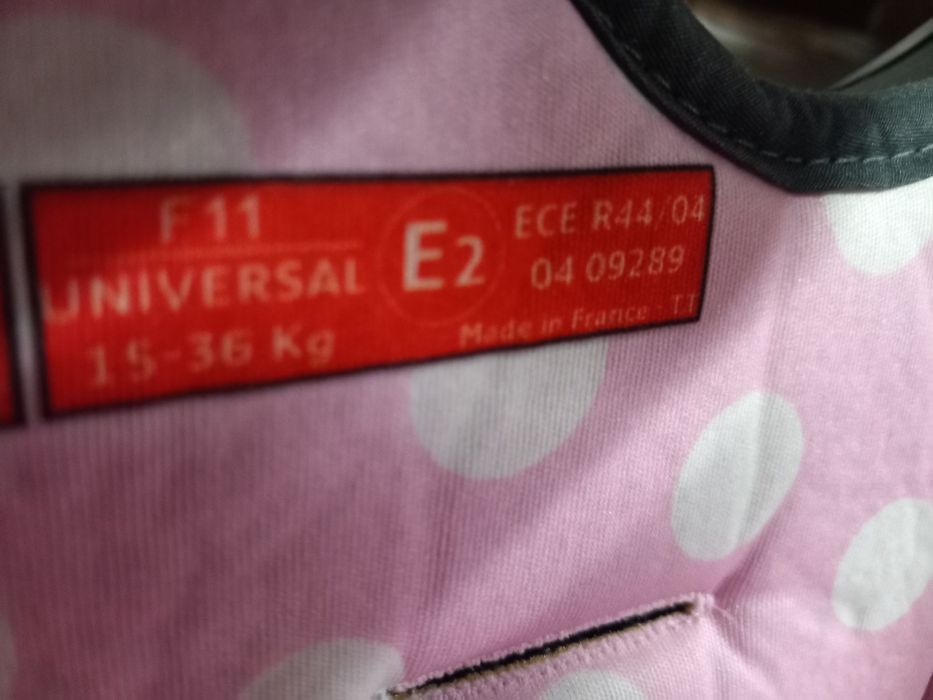 F11
UNIVERSAL
15-36 Kg
E2
ECE R44/04
04 09289
Made in France - TT